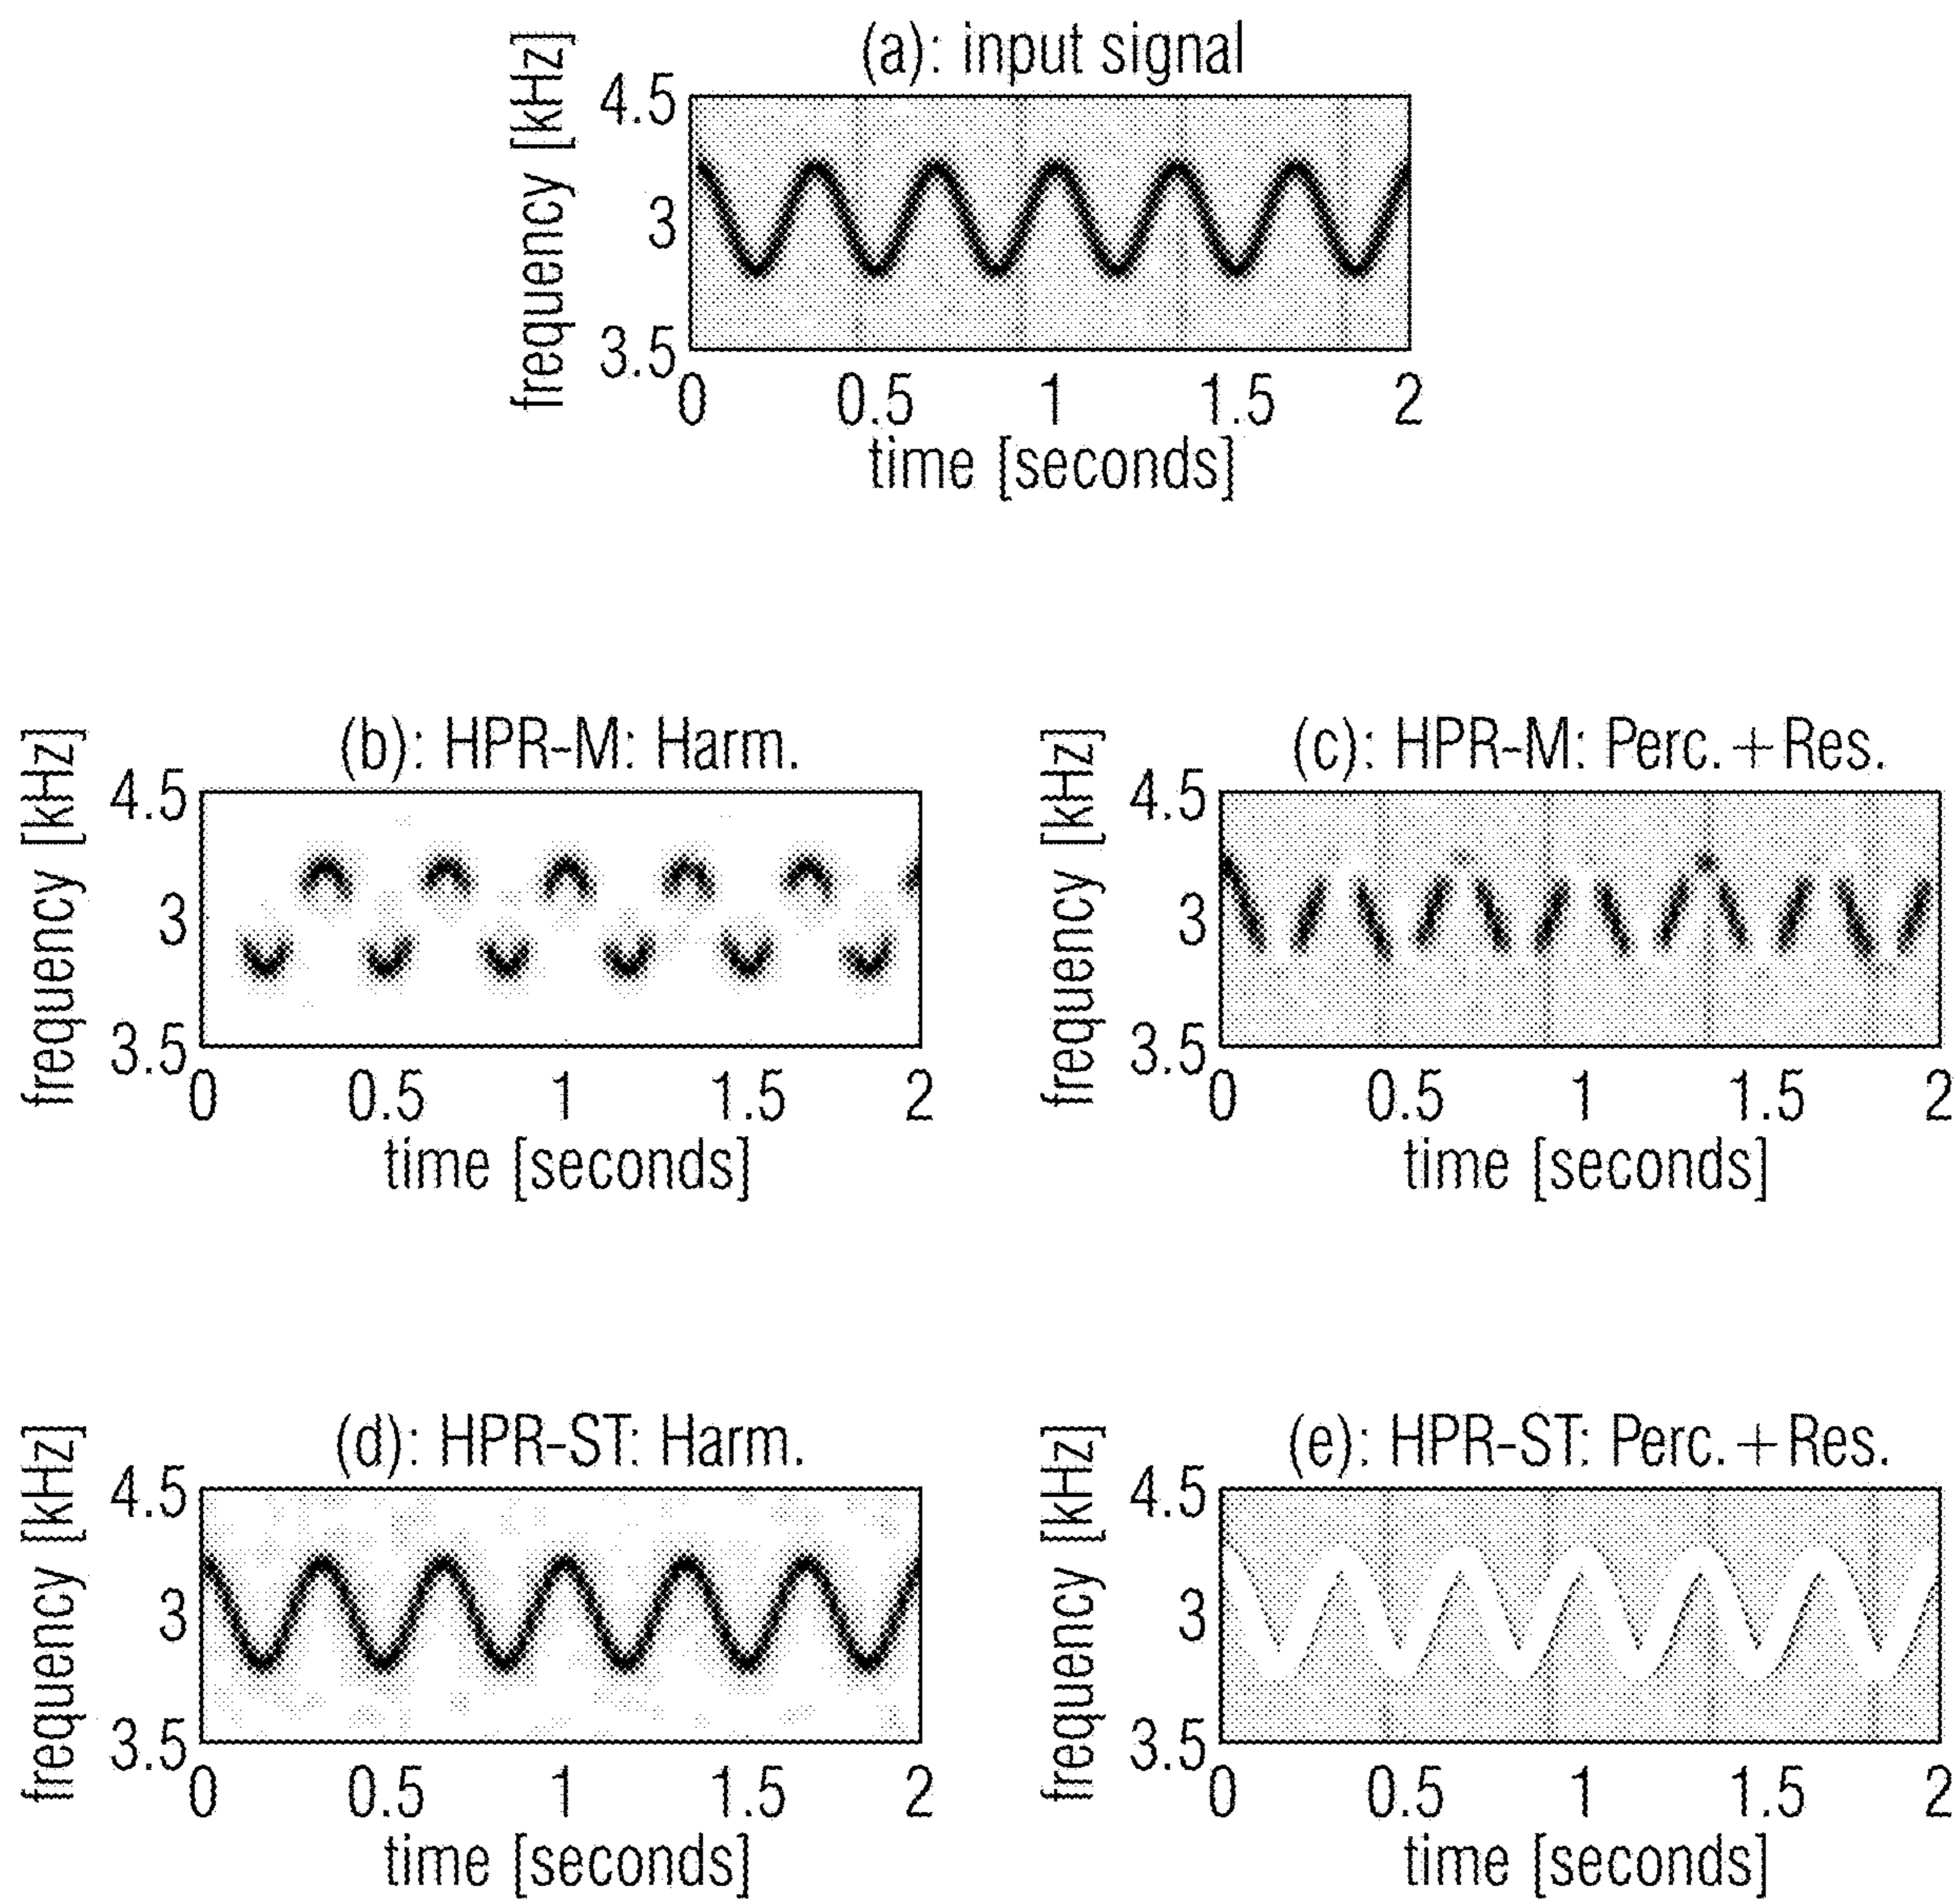 (a): input signal
frequency [kHz]
4.5
3
3.5
0 0.5 1 1.5 2
time [seconds]
(b): HPR-M: Harm.
frequency [kHz]
4.5
3
3.5
0 0.5 1 1.5 2
time [seconds]
(c): HPR-M: Perc.+Res.
frequency [kHz]
4.5
3
3.5
0 0.5 1 1.5 2
time [seconds]
(d): HPR-ST: Harm.
frequency [kHz]
4.5
3
3.5
0 0.5 1 1.5 2
time [seconds]
(e): HPR-ST: Perc.+Res.
frequency [kHz]
4.5
3
3.5
0 0.5 1 1.5 2
time [seconds]